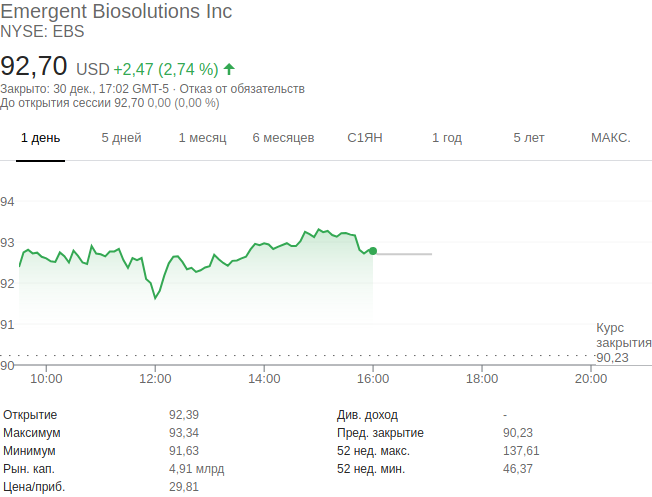 Emergent Biosolutions Inc
NYSE: EBS
92,70 USD +2,47 (2,74 %)
Закрыто: 30 дек., 17:02 GMT-5 · Отказ от обязательств
До открытия сессии 92,70 0,00 (0,00 %)
1 день 5 дней 1 месяц 6 месяцев С1ЯН 1 год 5 лет МАКС.
94
93
92
91
Курс
закрытия
90,23
90
10:00 12:00 14:00 16:00 18:00 20:00
Открытие 92,39 Див. доход -
Максимум 93,34 Пред. закрытие 90,23
Минимум 91,63 52 нед. макс. 137,61
Рын. кап. 4,91 млрд 52 нед. мин. 46,37
Цена/приб. 29,81